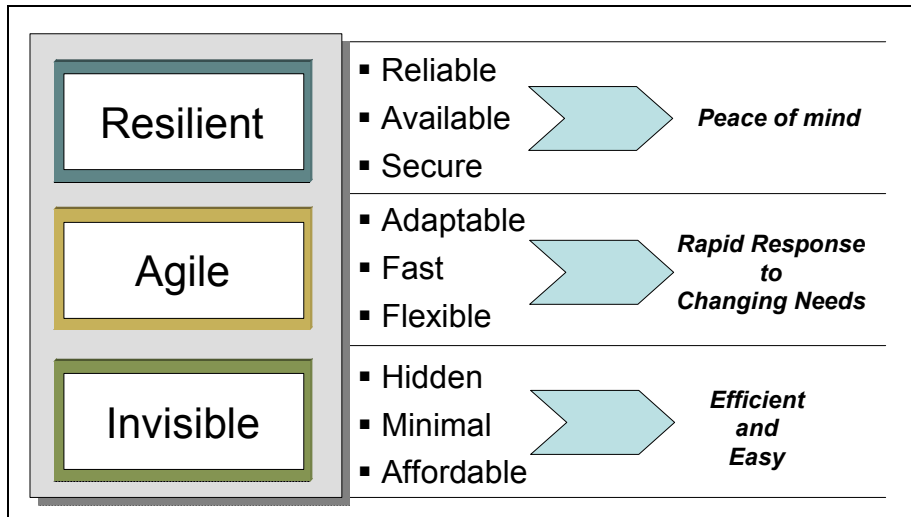 Resilient
▪ Reliable
▪ Available
▪ Secure
Peace of mind
Agile
▪ Adaptable
▪ Fast
▪ Flexible
Rapid Response
to
Changing Needs
Invisible
▪ Hidden
▪ Minimal
▪ Affordable
Efficient
and
Easy